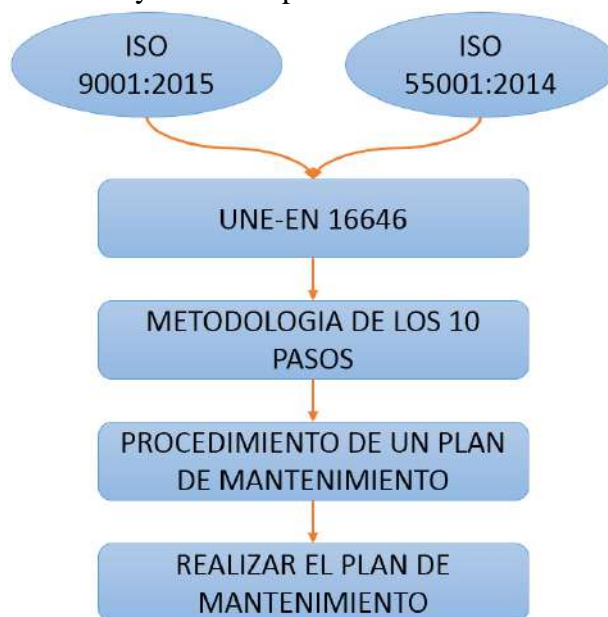 ISO
9001:2015
ISO
55001:2014
UNE-EN 16646
METODOLOGIA DE LOS 10
PASOS
PROCEDIMIENTO DE UN PLAN
DE MANTENIMIENTO
REALIZAR EL PLAN DE
MANTENIMIENTO